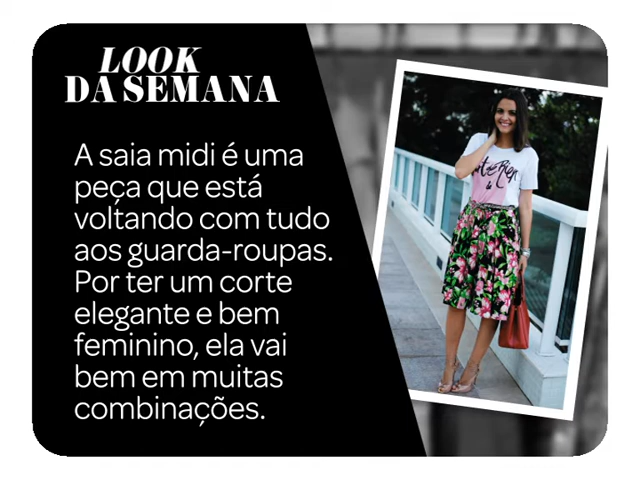 LOOK
DA SEMANA
A saia midi é uma
peça que está
voltando com tudo
aos guarda-roupas.
Por ter um corte
elegante e bem
feminino, ela vai
bem em muitas
combinações.